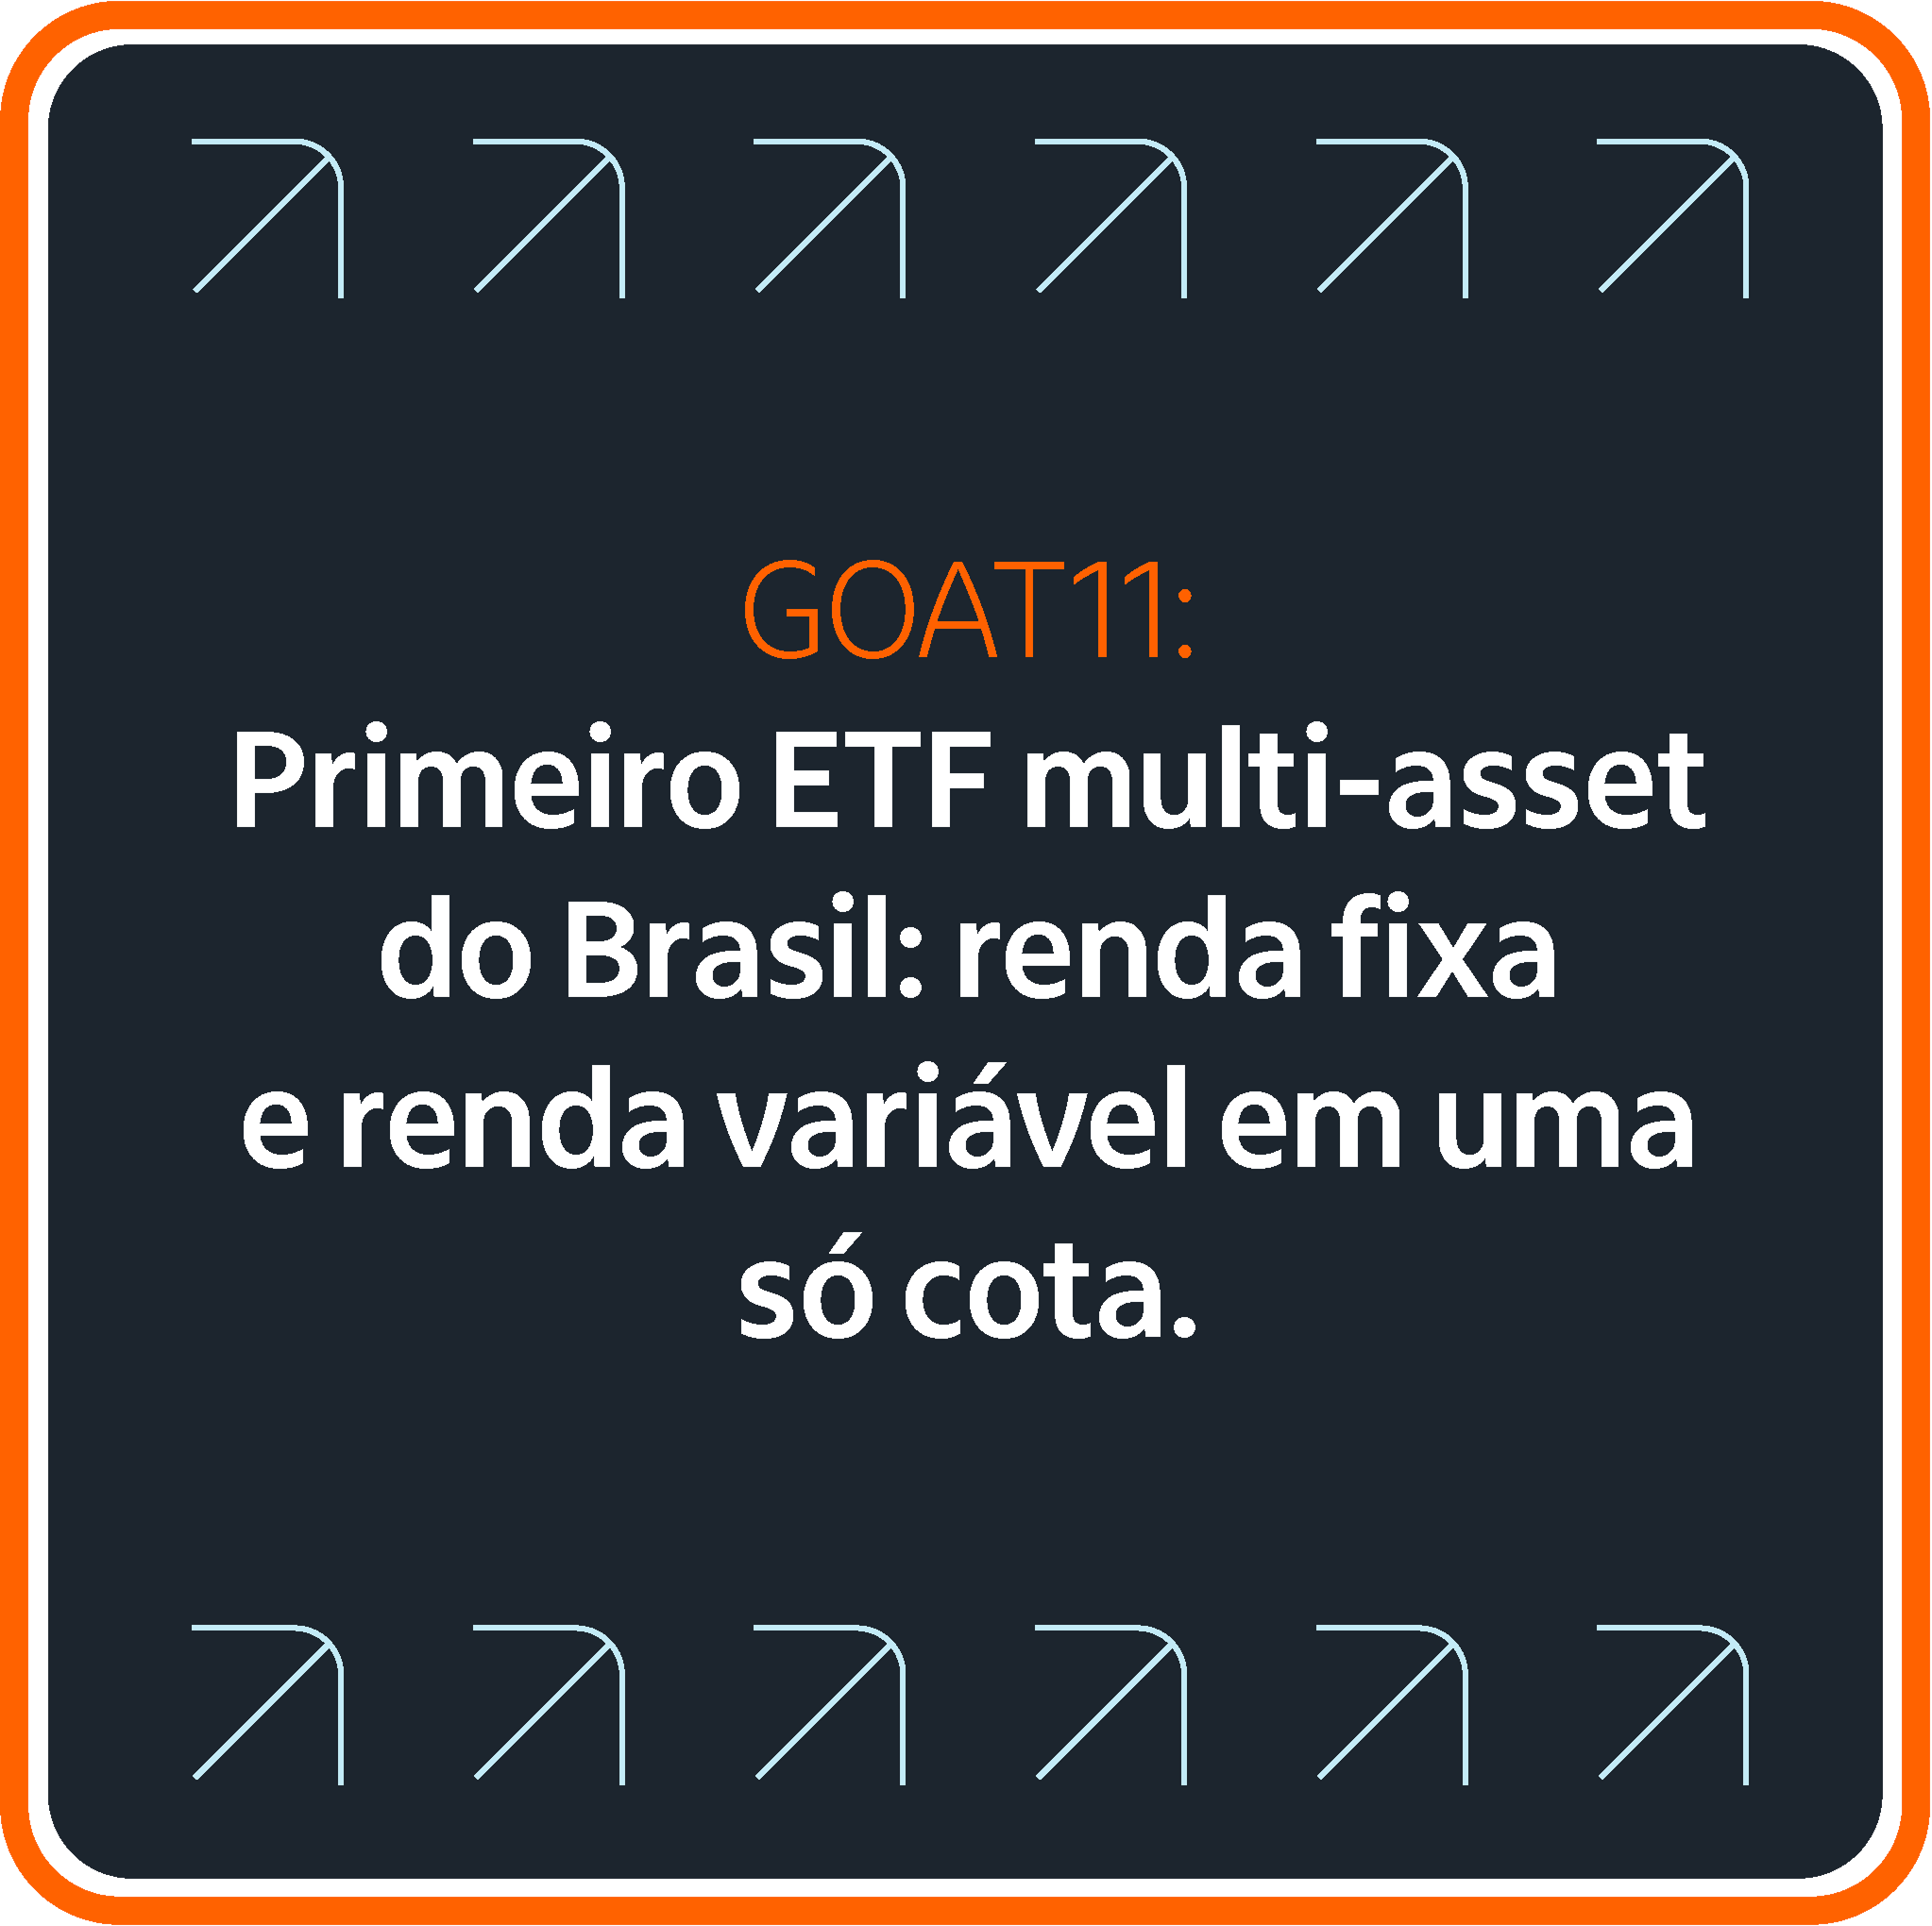 GOAT11:
Primeiro ETF multi-asset
do Brasil: renda fixa
e renda variável em uma
só cota.